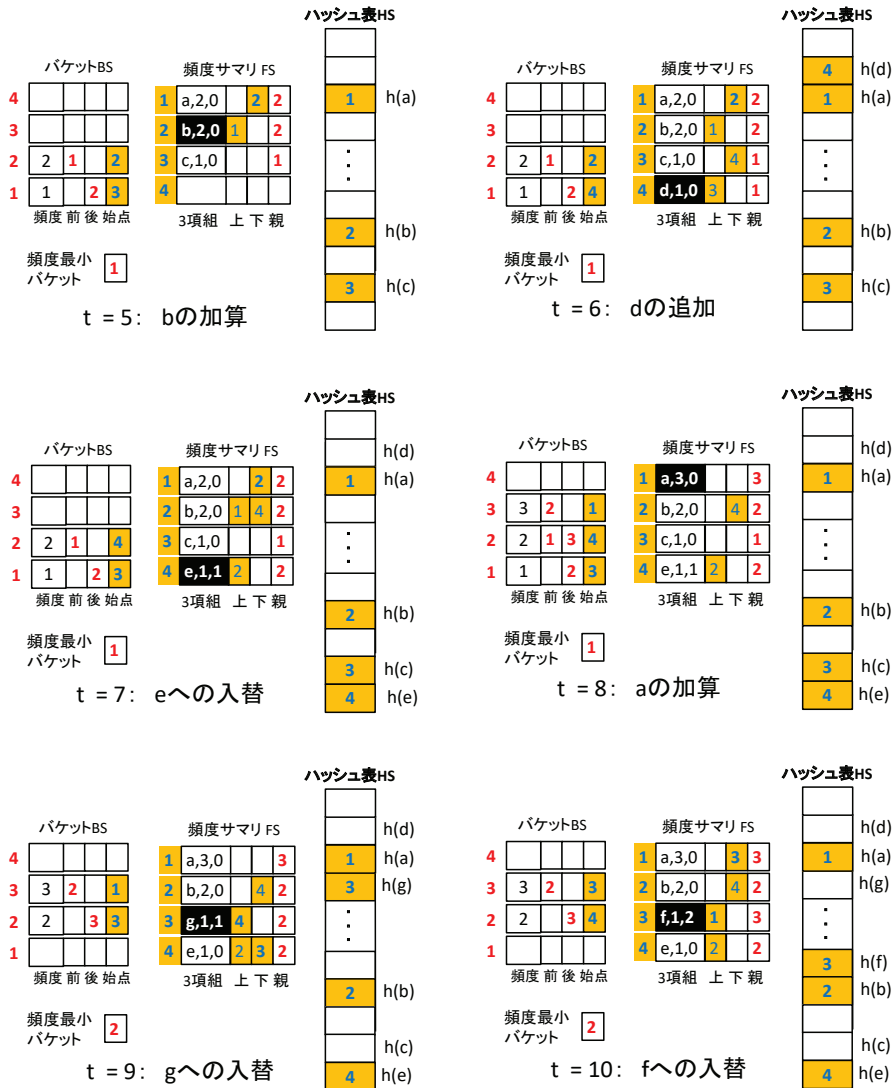 ハッシュ表HS
バケットBS
頻度サマリ FS
4 h(d)
4
1 a,2,0 2 2
1 h(a)
3
2 b,2,0 1 2
2 2 1 2
3 c,1,0 1
1 1 2 3
4
頻度 前 後 始点
3項組 上 下 親
2 h(b)
頻度最小
バケット 1
3 h(c)
t = 5: bの加算
ハッシュ表HS
バケットBS
頻度サマリ FS
4
1 a,2,0 2 2
1 h(a)
3
2 b,2,0 1 2
2 2 1 2
3 c,1,0 4 1
1 1 2 4
4 d,1,0 3 1
頻度 前 後 始点
3項組 上 下 親
2 h(b)
頻度最小
バケット 1
3 h(c)
t = 6: dの追加
ハッシュ表HS
h(d)
バケットBS
頻度サマリ FS
4
1 a,2,0 2 2
1 h(a)
3
2 b,2,0 1 4 2
2 2 1 4
3 c,1,0 1
1 1 2 3
4 e,1,1 2 2
頻度 前 後 始点
3項組 上 下 親
2 h(b)
頻度最小
バケット 1
3 h(c)
4 h(e)
t = 7: eへの入替
ハッシュ表HS
h(d)
バケットBS
頻度サマリ FS
4
1 a,3,0 3
1 h(a)
3 3 2 1
2 b,2,0 4 2
2 2 1 3 4
3 c,1,0 1
1 1 2 3
4 e,1,1 2 2
頻度 前 後 始点
3項組 上 下 親
2 h(b)
頻度最小
バケット 1
3 h(c)
4 h(e)
t = 8: aの加算
ハッシュ表HS
h(d)
バケットBS
頻度サマリ FS
4
1 a,3,0 3
1 h(a)
3 3 2 1
2 b,2,0 4 2
3 h(g)
2 2 3 3
3 g,1,1 4 2
1
4 e,1,0 2 3 2
頻度 前 後 始点
3項組 上 下 親
2 h(b)
頻度最小
バケット 2
h(c)
4 h(e)
t = 9: gへの入替
ハッシュ表HS
h(d)
バケットBS
頻度サマリ FS
4
1 a,3,0 3 3
1 h(a)
3 3 2 3
2 b,2,0 4 2
h(g)
2 2 3 4
3 f,1,2 1 3
1
4 e,1,0 2 2
頻度 前 後 始点
3項組 上 下 親
3 h(f)
2 h(b)
頻度最小
バケット 2
h(c)
4 h(e)
t = 10: fへの入替